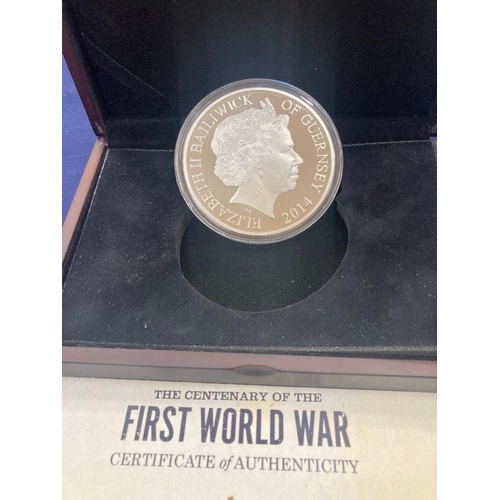 ELIZABETH II BAILIWICK OF GUERNSEY 2014
THE CENTENARY OF THE
FIRST WORLD WAR
CERTIFICATE of AUTHENTICITY